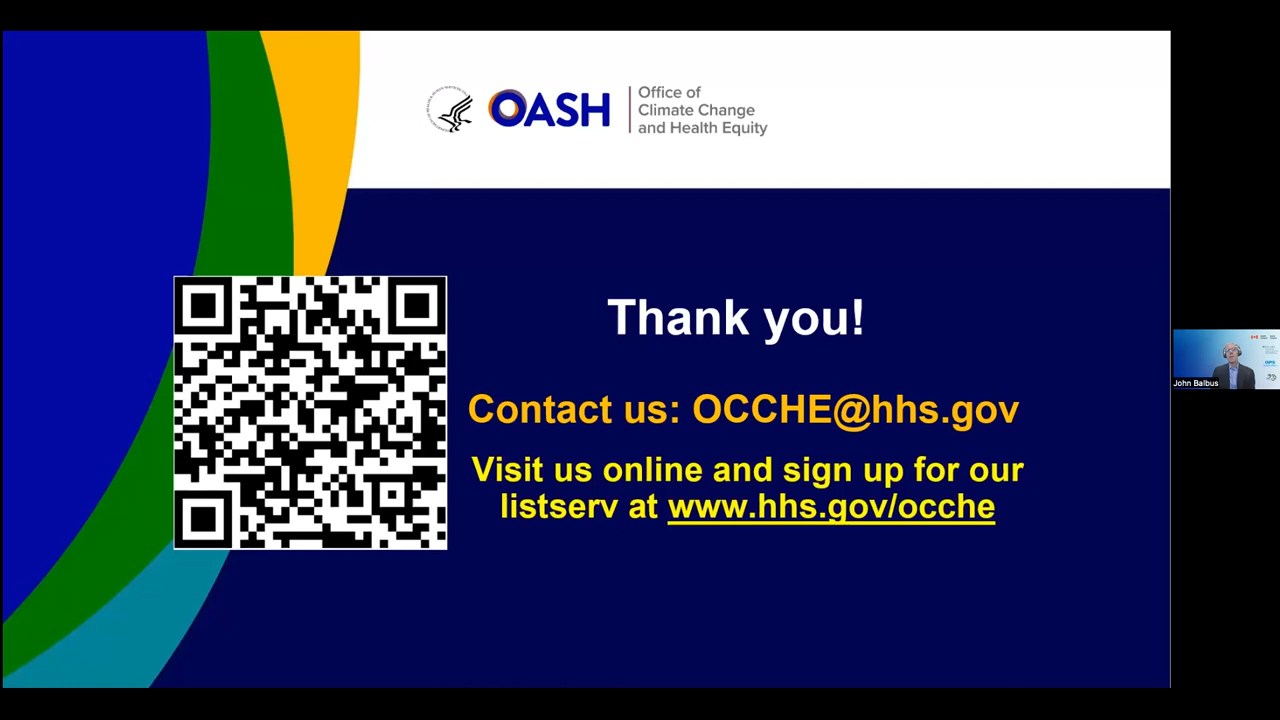 OASH
Office of
Climate Change
and Health Equity
Thank you!
Contact us: OCCHE@hhs.gov
Visit us online and sign up for our
listserv at www.hhs.gov/ocche
John Balbus